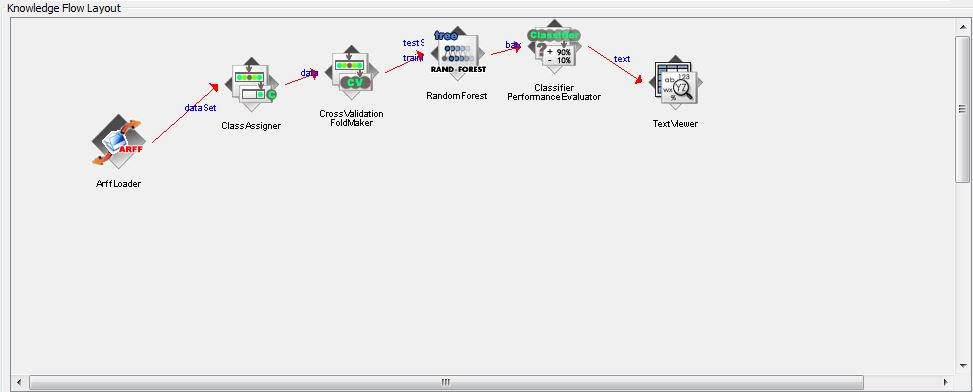 Knowledge Flow Layout
tree
RAND-FOREST
Classifier
?
+ 90%
- 10%
testS
train
bat
text
data
CV
dataSet
C
ab
123
wx
YZ
%
RandomForest
Classifier
PerformanceEvaluator
CrossValidation
FoldMaker
ClassAssigner
TextViewer
ARFF
ArffLoader